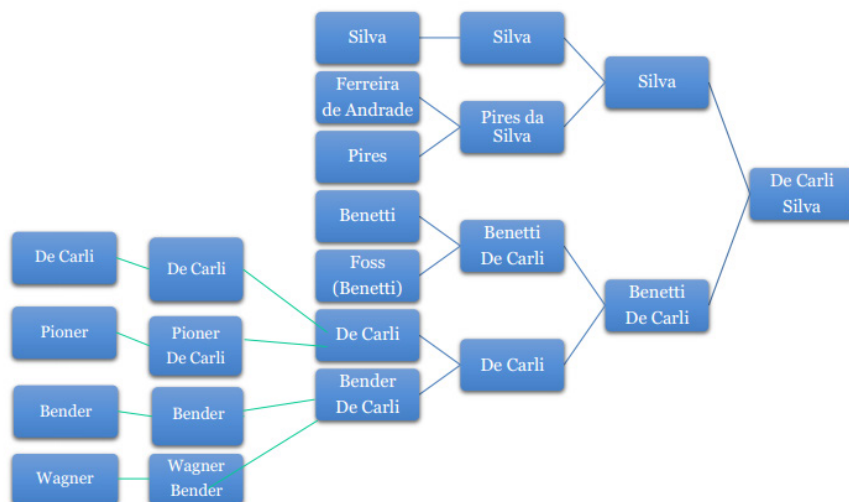 Silva
Silva
Ferreira
de Andrade
Silva
Pires da
Silva
Pires
De Carli
Silva
Benetti
Benetti
De Carli
De Carli
De Carli
Foss
(Benetti)
Benetti
De Carli
Pioner
Pioner
De Carli
De Carli
De Carli
Bender
De Carli
Bender
Bender
Wagner
Wagner
Bender